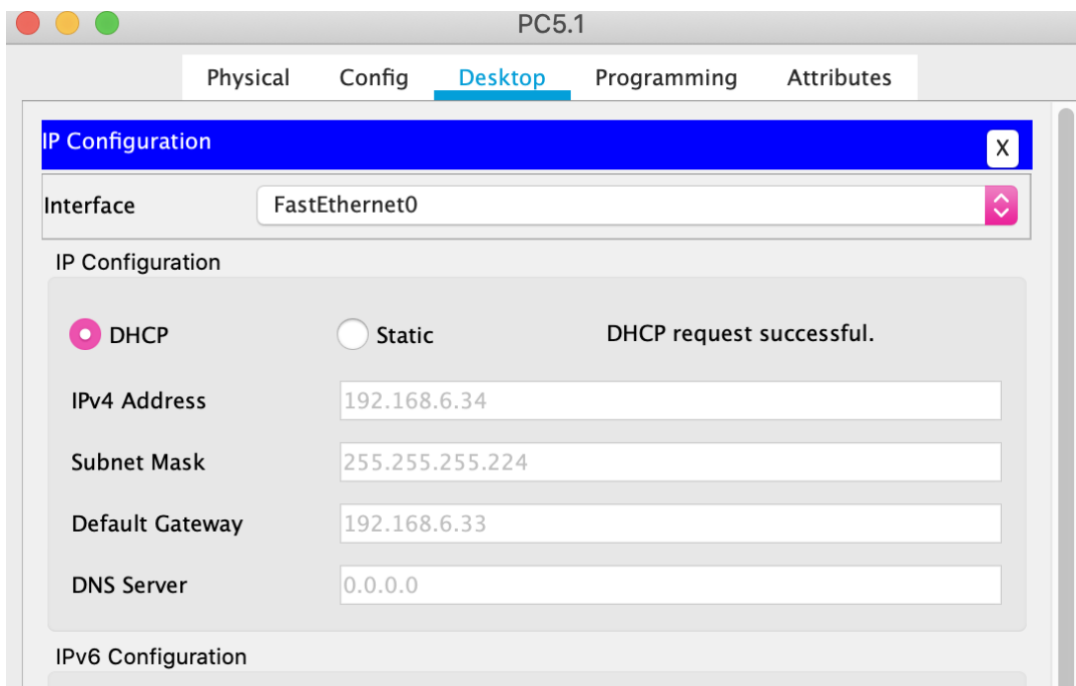 PC5.1
Physical Config Desktop Programming Attributes
IP Configuration X
Interface FastEthernet0
IP Configuration
DHCP Static DHCP request successful.
IPv4 Address 192.168.6.34
Subnet Mask 255.255.255.224
Default Gateway 192.168.6.33
DNS Server 0.0.0.0
IPv6 Configuration